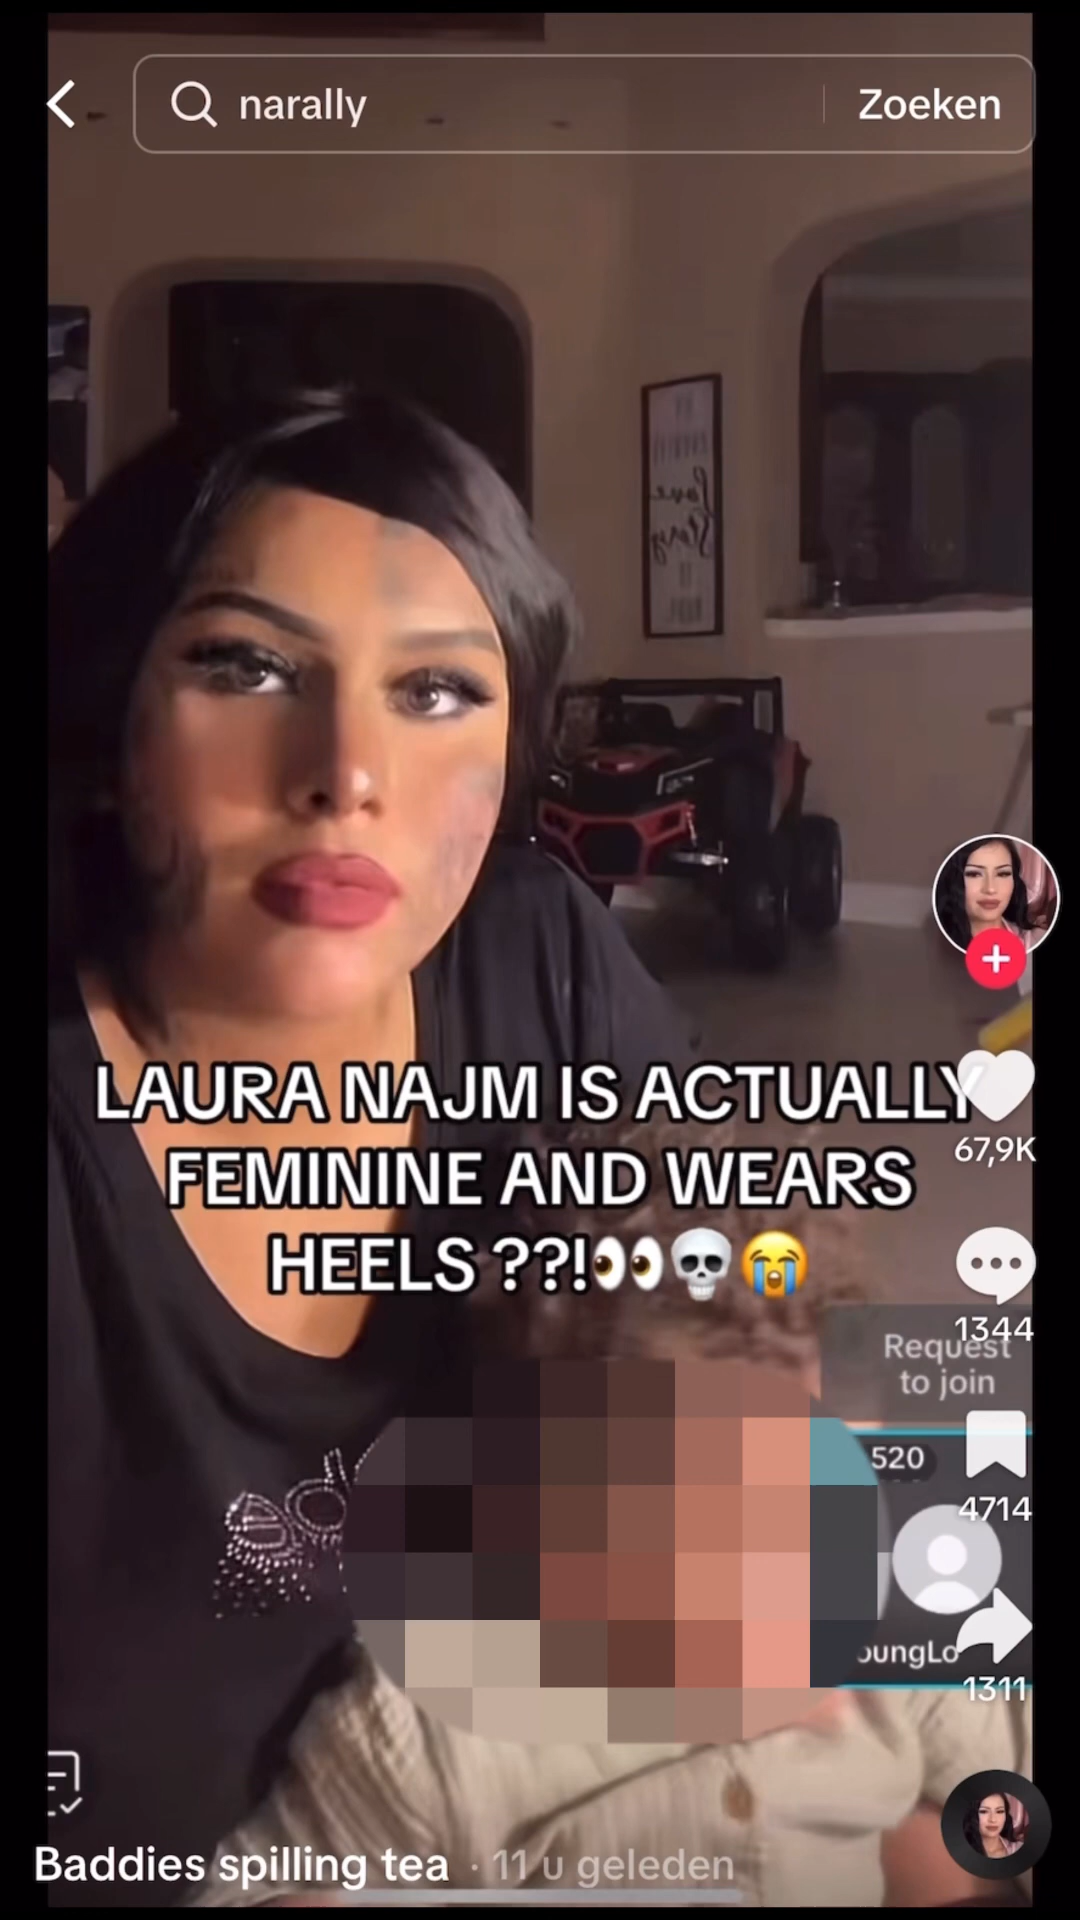 narally
Zoeken
LAURA NAJM IS ACTUALLY
FEMININE AND WEARS
HEELS ??!👀💀😭
67,9K
1344
Request
to join
520
4714
oungLo
1311
Baddies spilling tea · 11 u geleden